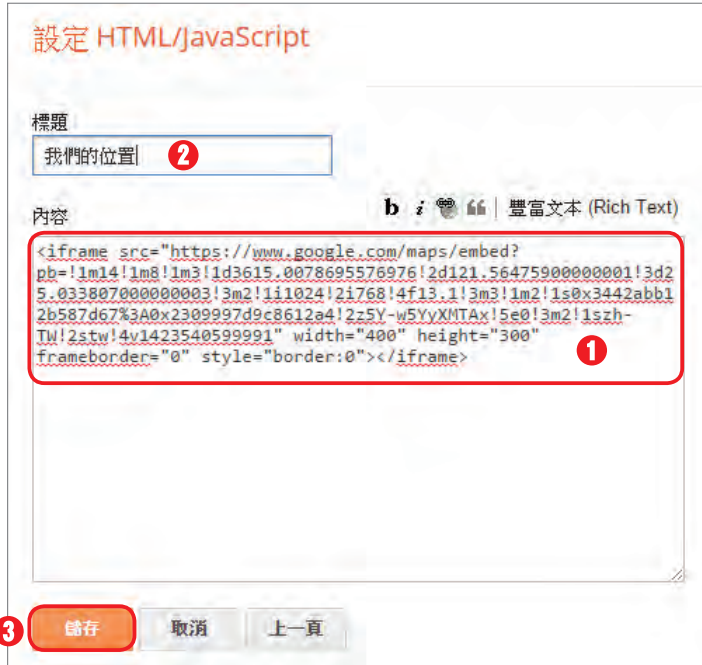 設定 HTML/JavaScript
標題
我們的位置 2
內容
b i “ 豐富文本 (Rich Text)
<iframe src="https://www.google.com/maps/embed?
pb=!1m14!1m8!1m3!1d3615.0078695576976!2d121.56475900000001!3d2
5.033807000000003!3m2!1i1024!2i768!4f13.1!3m3!1m2!1s0x3442abb1
2b587d67%3A0x2309997d9c8612a4!2z5Y-w5YyXMTAx!5e0!3m2!1szh-
TW!2stw!4v1423540599991" width="400" height="300"
frameborder="0" style="border:0"></iframe> 1
3 儲存 取消 上一頁